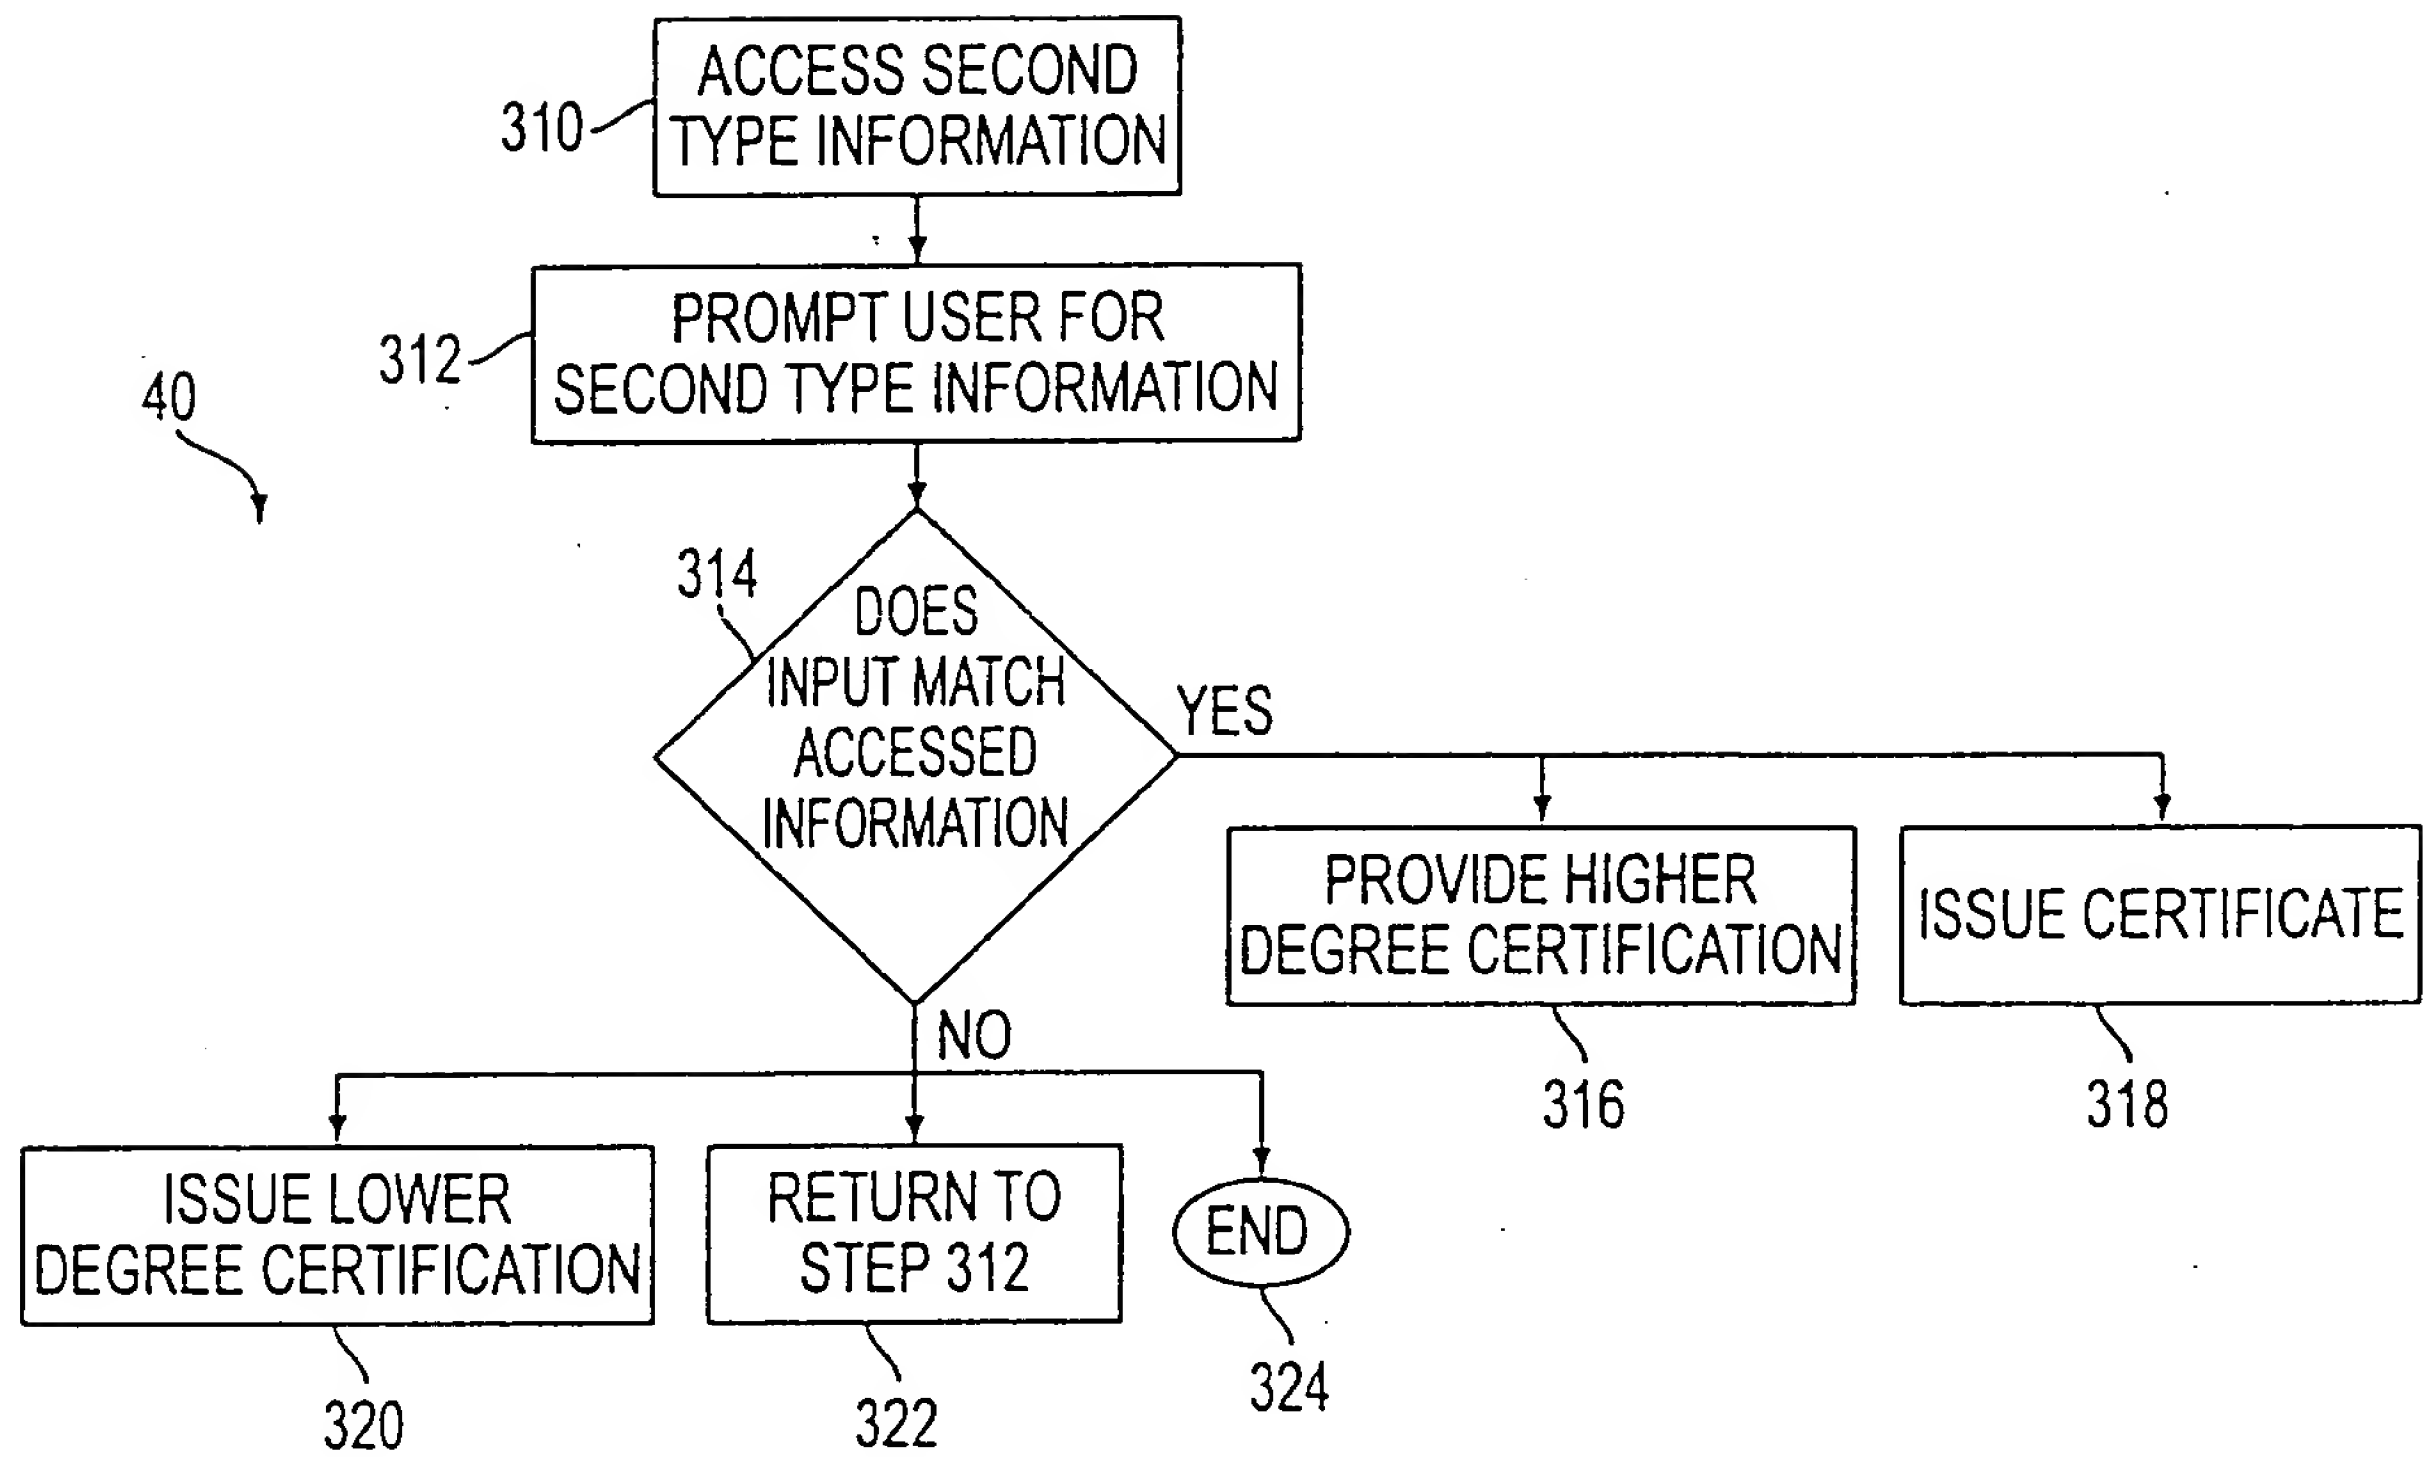 ACCESS SECOND
TYPE INFORMATION
310
PROMPT USER FOR
SECOND TYPE INFORMATION
312
40
314
DOES
INPUT MATCH
ACCESSED
INFORMATION
YES
PROVIDE HIGHER
DEGREE CERTIFICATION
ISSUE CERTIFICATE
NO
316
318
ISSUE LOWER
DEGREE CERTIFICATION
RETURN TO
STEP 312
END
320
322
324